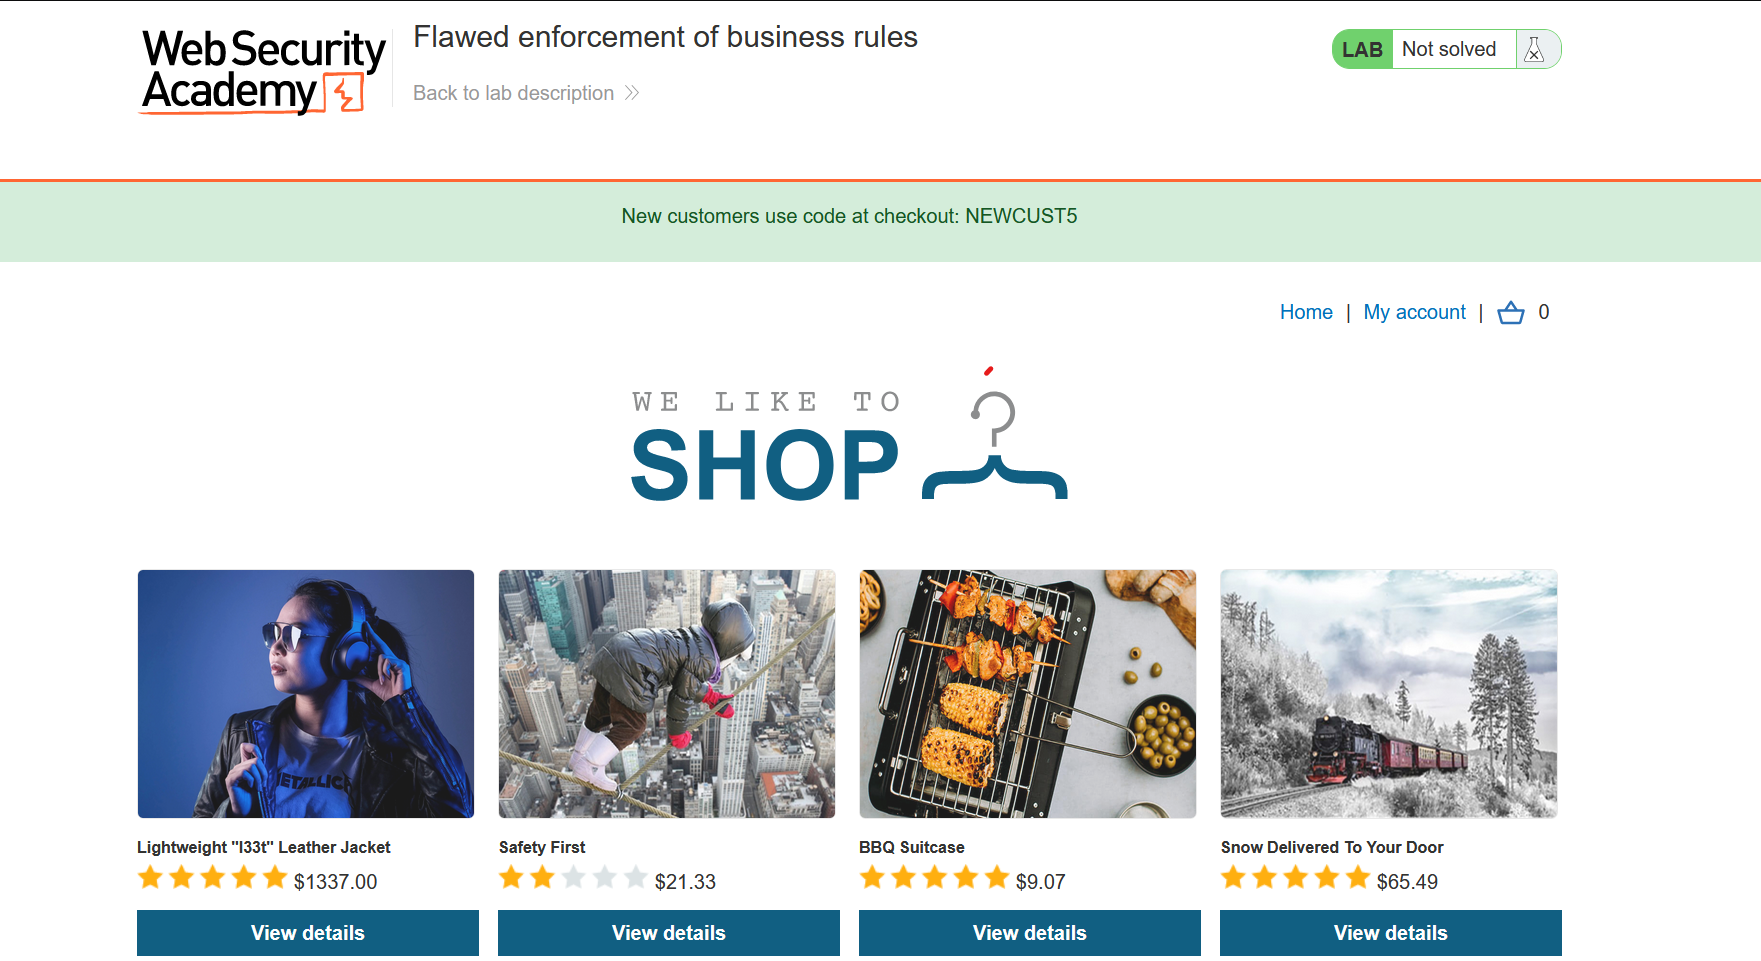 Web Security
Academy
Flawed enforcement of business rules
Back to lab description
LAB Not solved
New customers use code at checkout: NEWCUST5
Home | My account | 0
WE LIKE TO
SHOP
METALLICA
Lightweight "l33t" Leather Jacket
$1337.00
View details
Safety First
$21.33
View details
BBQ Suitcase
$9.07
View details
Snow Delivered To Your Door
$65.49
View details